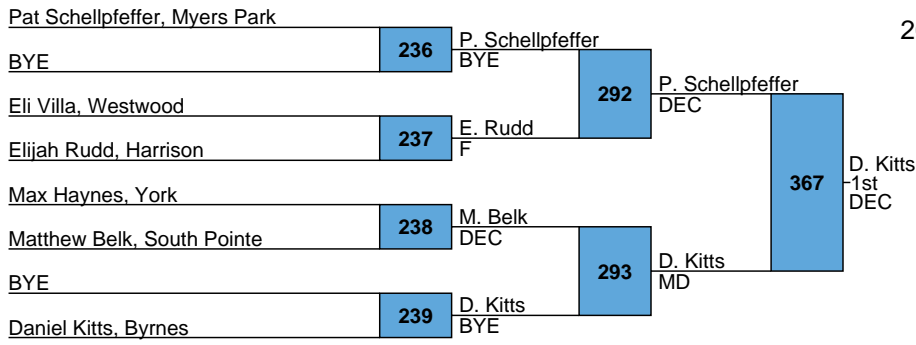 Pat Schellpfeffer, Myers Park
BYE
Eli Villa, Westwood
Elijah Rudd, Harrison
Max Haynes, York
Matthew Belk, South Pointe
BYE
Daniel Kitts, Byrnes
236
237
238
239
P. Schellpfeffer
BYE
E. Rudd
F
M. Belk
DEC
D. Kitts
BYE
292
293
P. Schellpfeffer
DEC
D. Kitts
MD
367
D. Kitts
1st
DEC